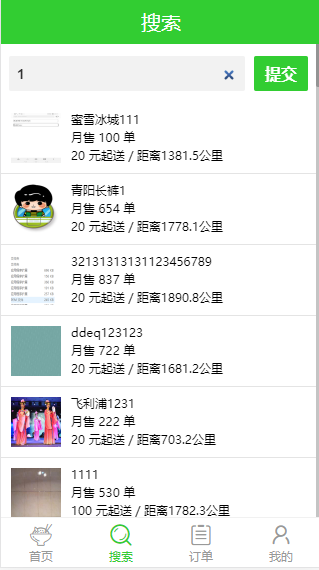 搜索
1
提交
蜜雪冰城111
月售 100 单
20 元起送 / 距离1381.5公里
青阳长裤1
月售 654 单
20 元起送 / 距离1778.1公里
32131313131123456789
月售 837 单
20 元起送 / 距离1890.8公里
ddeq123123
月售 722 单
20 元起送 / 距离1681.2公里
飞利浦1231
月售 222 单
20 元起送 / 距离703.2公里
1111
月售 530 单
100 元起送 / 距离1782.3公里
首页
搜索
订单
我的